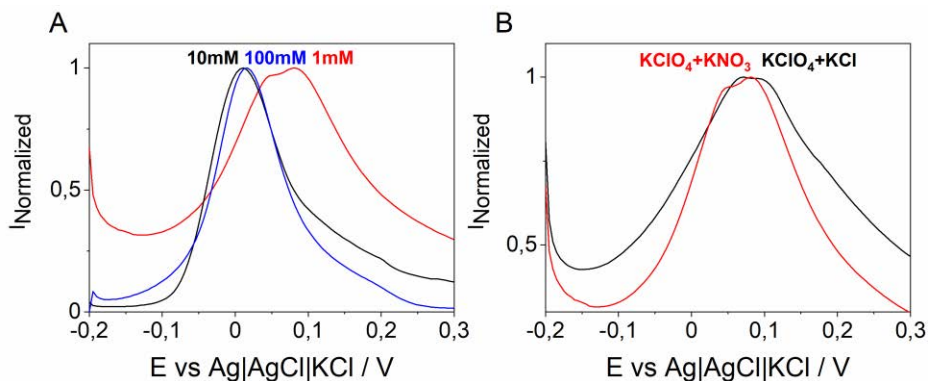 A
10mM 100mM 1mM
I Normalized
1
0,5
0
-0,2 -0,1 0 0,1 0,2 0,3
E vs Ag|AgCl|KCl / V
B
KClO4+KNO3 KClO4+KCl
I Normalized
1
0,5
-0,2 -0,1 0 0,1 0,2 0,3
E vs Ag|AgCl|KCl / V